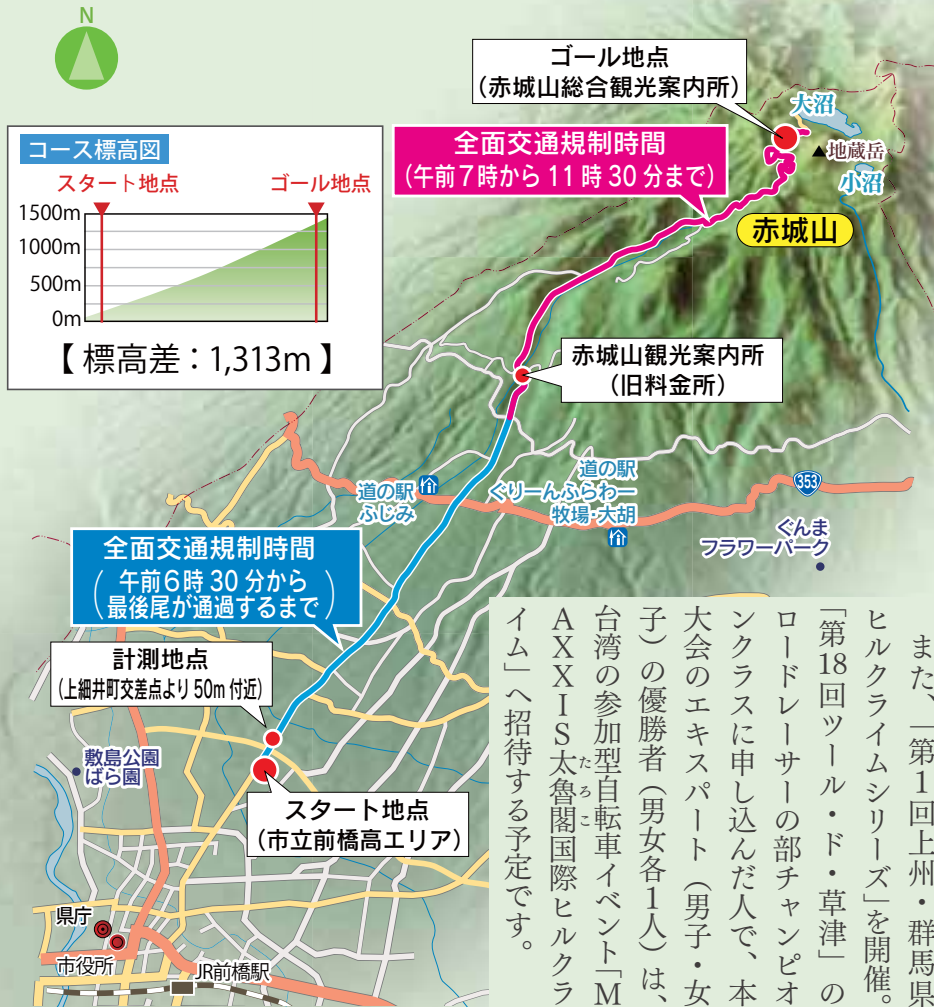 N
ゴール地点
(赤城山総合観光案内所)
大沼
▲地蔵岳
小沼
全面交通規制時間
(午前7時から11時30分まで)
赤城山
コース標高図
スタート地点
ゴール地点
1500m
1000m
500m
0m
【標高差：1,313m】
赤城山観光案内所
(旧料金所)
道の駅
ふじみ
道の駅
ぐりーんふらわー
牧場・大胡
353
ぐんま
フラワーパーク
全面交通規制時間
(午前6時30分から
最後尾が通過するまで)
計測地点
(上細井町交差点より50m付近)
敷島公園
ばら園
スタート地点
(市立前橋高エリア)
県庁
市役所
JR前橋駅
また、「第1回上州・群馬県
ヒルクライムシリーズ」を開催。
「第18回ツール・ド・草津」の
ロードレーサーの部チャンピオ
ンクラスに申し込んだ人で、本
大会のエキスパート（男子・女
子）の優勝者（男女各1人）は、
台湾の参加型自転車イベント「M
AXXIS太魯閣国際ヒルクラ
たろこ
イム」へ招待する予定です。